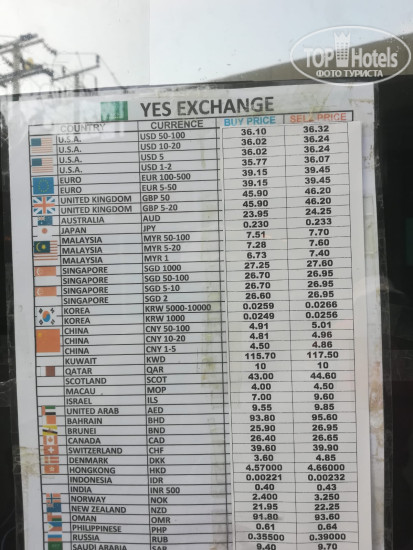 TOP Hotels
ФОТО ТУРИСТА
YES EXCHANGE
COUNTRY CURRENCE BUY PRICE SELL PRICE
U.S.A. USD 50-100 36.10 36.32
U.S.A. USD 10-20 36.02 36.24
U.S.A. USD 5 36.02 36.24
U.S.A. USD 1-2 35.77 36.07
EURO EUR 100-500 39.15 39.45
EURO EUR 5-50 39.15 39.45
UNITED KINGDOM GBP 50 45.90 46.20
UNITED KINGDOM GBP 5-20 45.90 46.20
AUSTRALIA AUD 23.95 24.25
JAPAN JPY 0.230 0.233
MALAYSIA MYR 50-100 7.51 7.70
MALAYSIA MYR 5-20 7.28 7.60
MALAYSIA MYR 1 6.73 7.40
SINGAPORE SGD 1000 27.25 27.60
SINGAPORE SGD 50-100 26.70 26.95
SINGAPORE SGD 5-10 26.70 26.95
SINGAPORE SGD 2 26.60 26.95
KOREA KRW 5000-10000 0.0259 0.0266
KOREA KRW 1000 0.0249 0.0256
CHINA CNY 50-100 4.91 5.01
CHINA CNY 10-20 4.81 4.96
CHINA CNY 1-5 4.50 4.86
KUWAIT KWD 115.70 117.50
QATAR QAR 10 10
SCOTLAND SCOT 43.00 44.60
MACAU MOP 4.00 4.50
ISRAEL ILS 7.00 9.60
UNITED ARAB AED 9.55 9.85
BAHRAIN BHD 93.80 95.60
BRUNEI BND 25.90 26.95
CANADA CAD 26.40 26.65
SWITZERLAND CHF 39.60 39.90
DENMARK DKK 3.60 4.85
HONGKONG HKD 4.57000 4.66000
INDONESIA IDR 0.00221 0.00232
INDIA INR 500 0.40 0.43
NORWAY NOK 2.400 3.250
NEW ZEALAND NZD 21.95 22.25
OMAN OMR 91.80 93.60
PHILIPPINESE PHP 0.61 0.64
RUSSIA RUB 0.35500 0.39000
SAUDI ARABIA SAR 9.40 9.70